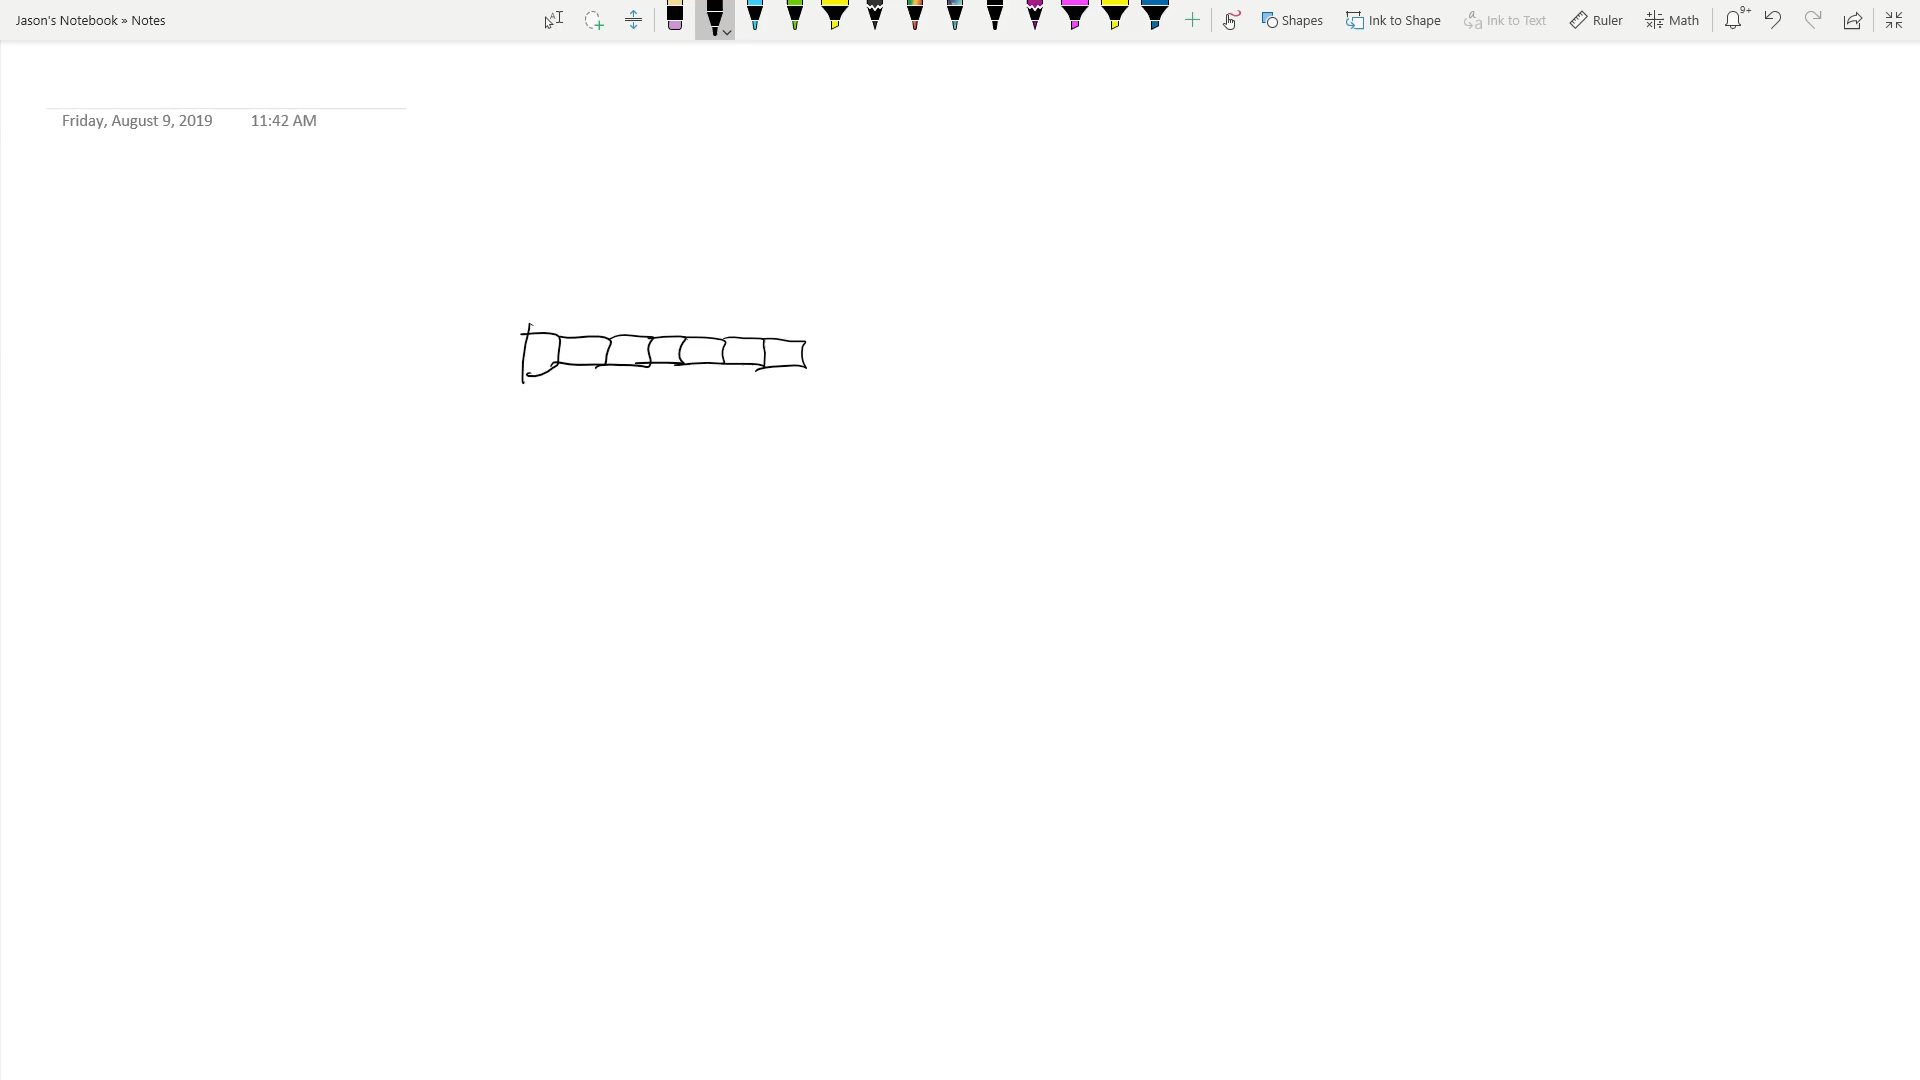 Jason's Notebook » Notes
Shapes
Ink to Shape
Ink to Text
Ruler
Math
9+
Friday, August 9, 2019 11:42 AM